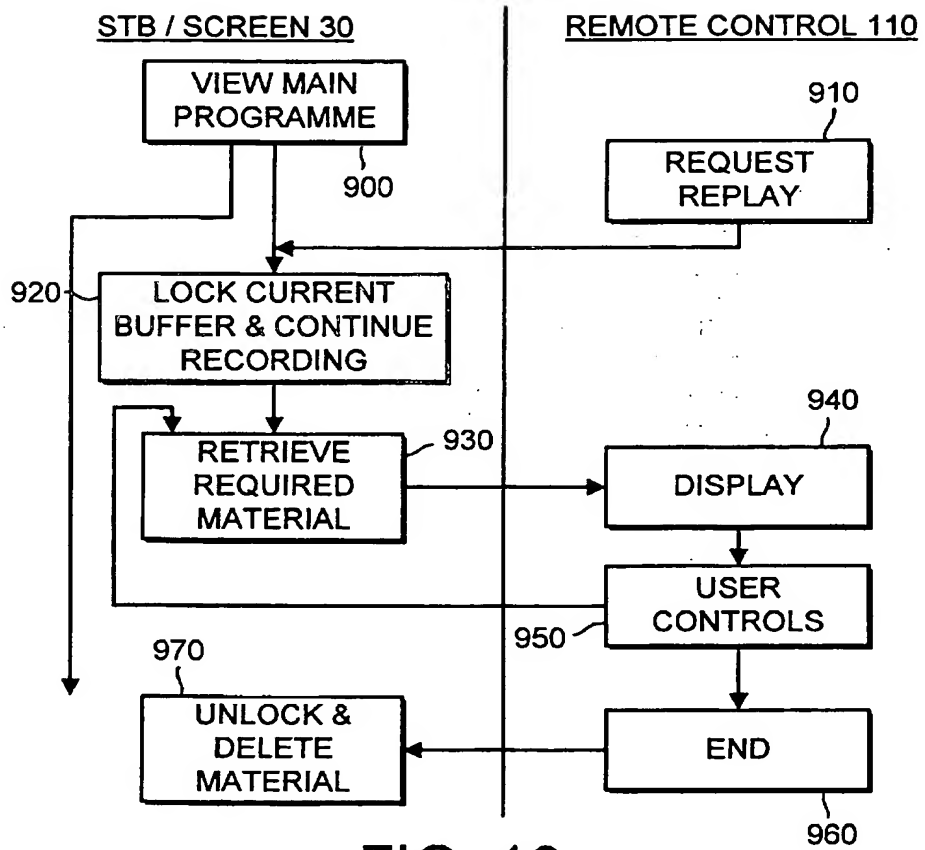 STB / SCREEN 30
REMOTE CONTROL 110
VIEW MAIN
PROGRAMME
900
910
REQUEST
REPLAY
920
LOCK CURRENT
BUFFER & CONTINUE
RECORDING
930
RETRIEVE
REQUIRED
MATERIAL
940
DISPLAY
USER
CONTROLS
950
970
UNLOCK &
DELETE
MATERIAL
END
960